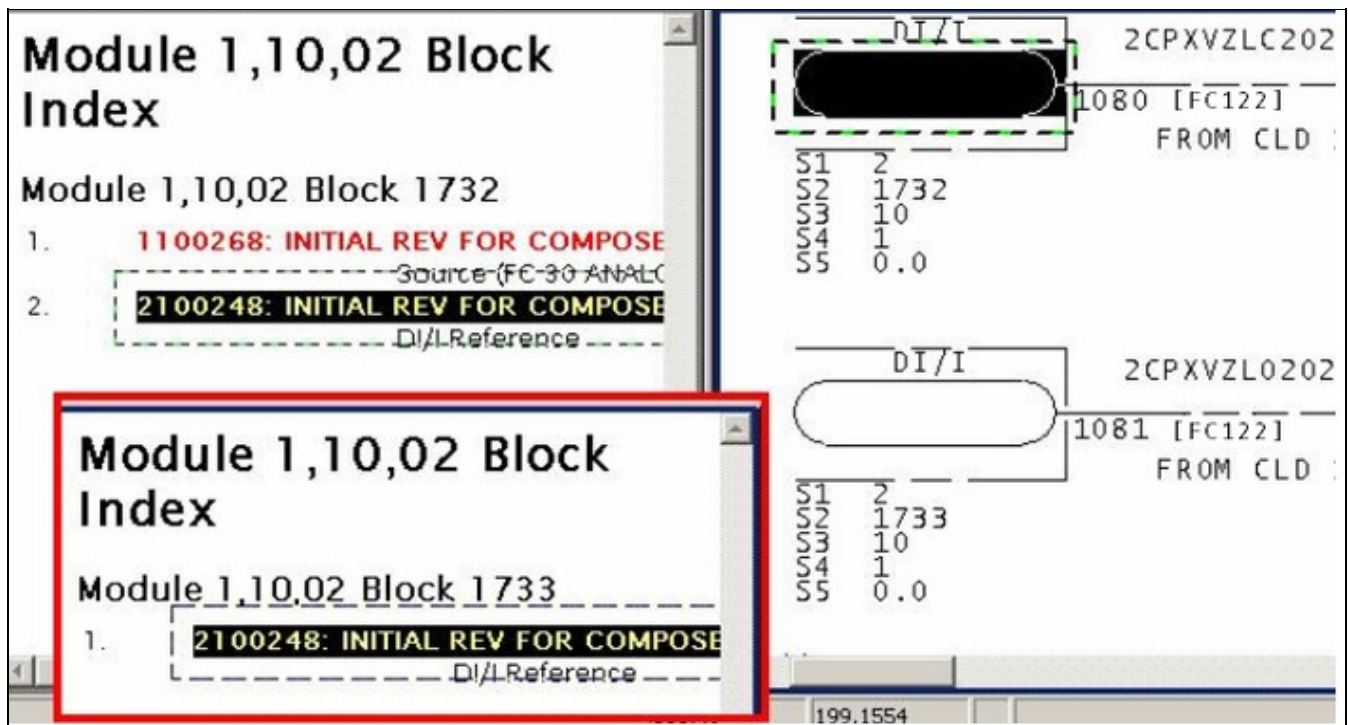 Module 1,10,02 Block
Index
Module 1,10,02 Block 1732
1. 1100268: INITIAL REV FOR COMPOSE
Source (FC 30 ANALO
2. 2100248: INITIAL REV FOR COMPOSE
DI/I Reference
Module 1,10,02 Block
Index
Module 1,10,02 Block 1733
1. 2100248: INITIAL REV FOR COMPOSE
DI/I Reference
DI/I
2CPXVZLC202
1080 [FC122]
FROM CLD
S1 2
S2 1732
S3 10
S4 1
S5 0.0
DI/I
2CPXVZL0202
1081 [FC122]
FROM CLD
S1 2
S2 1733
S3 10
S4 1
S5 0.0
199,1554